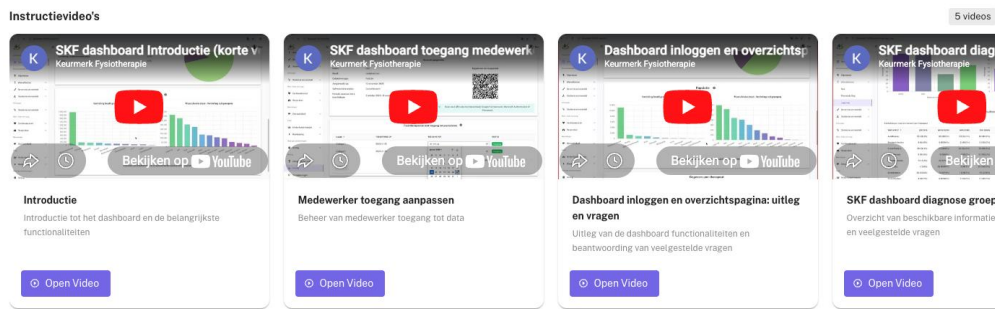 Instructievideo's
5 videos
K
SKF dashboard Introductie (korte v
Keurmerk Fysiotherapie
Bekijken op YouTube
Introductie
Introductie tot het dashboard en de belangrijkste
functionaliteiten
Open Video
K
SKF dashboard toegang medewerk
Keurmerk Fysiotherapie
Bekijken op YouTube
Medewerker toegang aanpassen
Beheer van medewerker toegang tot data
Open Video
K
Dashboard inloggen en overzichtsp
Keurmerk Fysiotherapie
Bekijken op YouTube
Dashboard inloggen en overzichtspagina: uitleg
en vragen
Uitleg van de dashboard functionaliteiten en
beantwoording van veelgestelde vragen
Open Video
K
SKF dashboard diag
Keurmerk Fysiotherapie
Bekijken
SKF dashboard diagnose groep
Overzicht van beschikbare informatie
en veelgestelde vragen
Open Video